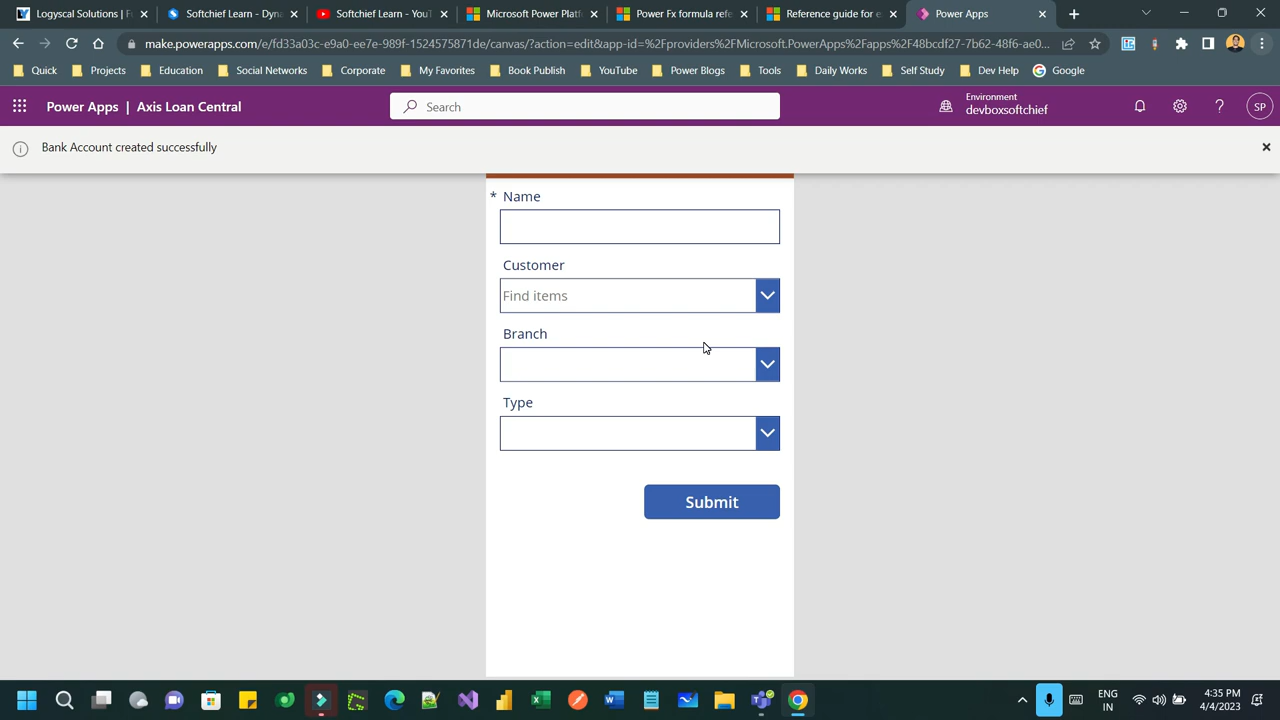 Logyscal Solutions | Fu
Softchief Learn - Dyna
Softchief Learn - YouT
Microsoft Power Platf
Power Fx formula refe
Reference guide for e
Power Apps
make.powerapps.com/e/fd33a03c-e9a0-ee7e-989f-1524575871de/canvas/?action=edit&app-id=%2Fproviders%2FMicrosoft.PowerApps%2Fapps%2F48bcdf27-7b62-48f6-ae0...
Quick
Projects
Education
Social Networks
Corporate
My Favorites
Book Publish
YouTube
Power Blogs
Tools
Daily Works
Self Study
Dev Help
Google
Power Apps | Axis Loan Central
Search
Environment
devboxsoftchief
SP
Bank Account created successfully
* Name
Customer
Find items
Branch
Type
Submit
ENG
IN
4:35 PM
4/4/2023